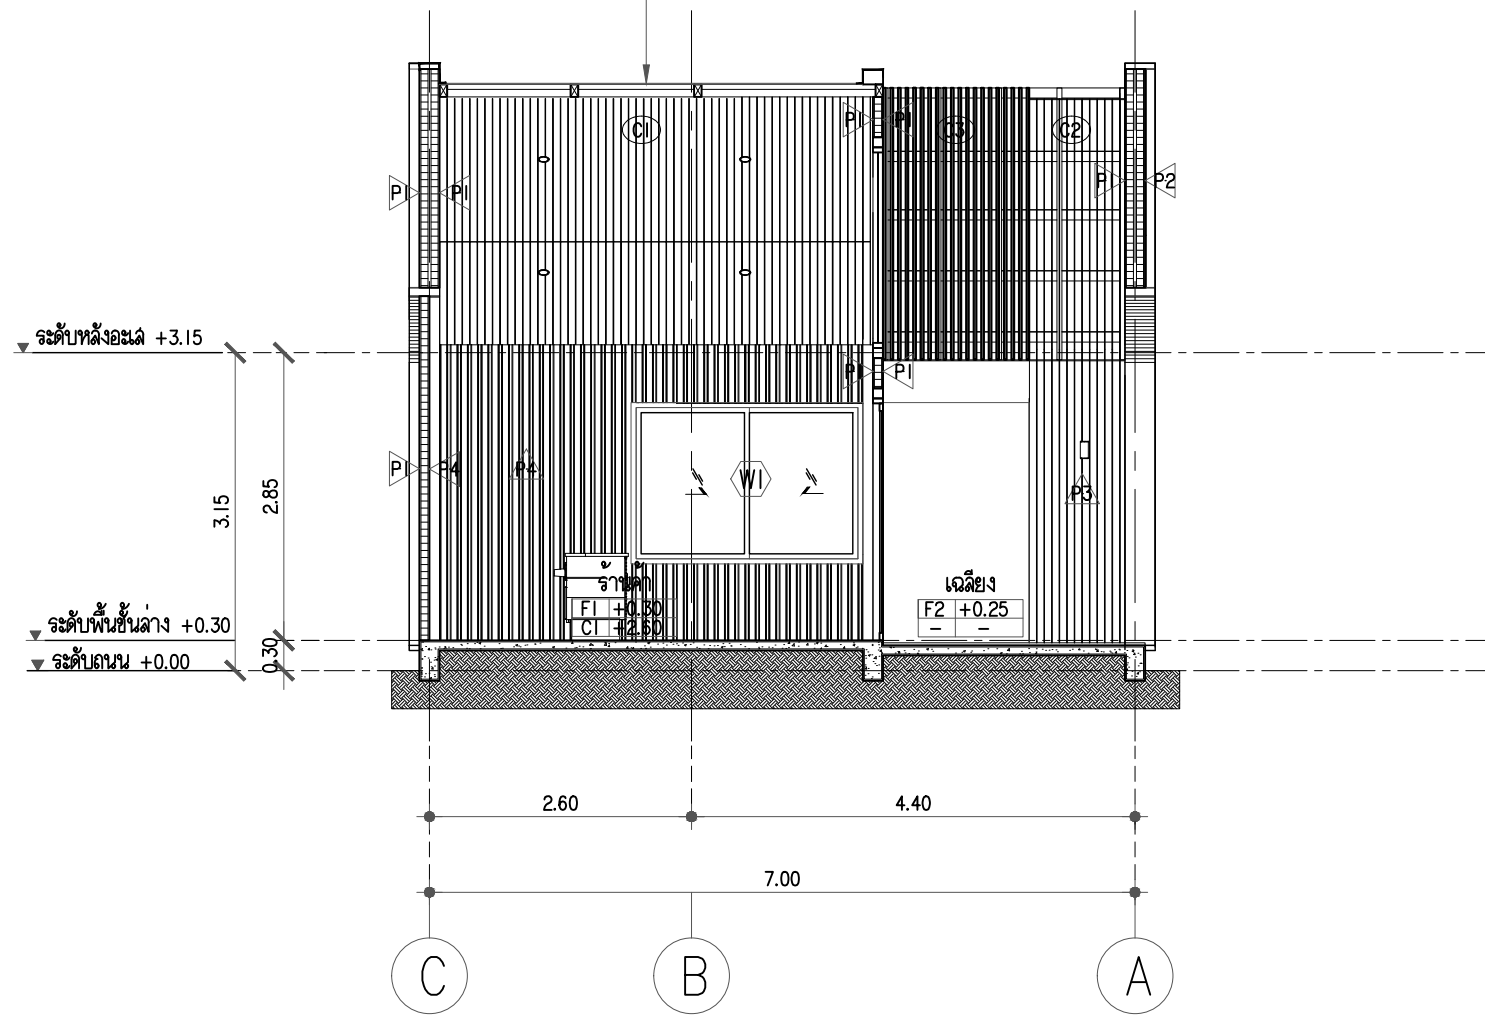 C1
P1
P1
C3
C2
P1
P1
P
P2
ระดับหลังอะเส +3.15
P1
P1
P1
P4
P4
W1
P3
3.15
2.85
ร้านค้า
F1 +0.30
C1 +2.60
เฉลียง
F2 +0.25
- -
ระดับพื้นชั้นล่าง +0.30
0.30
ระดับถนน +0.00
2.60
4.40
7.00
C
B
A